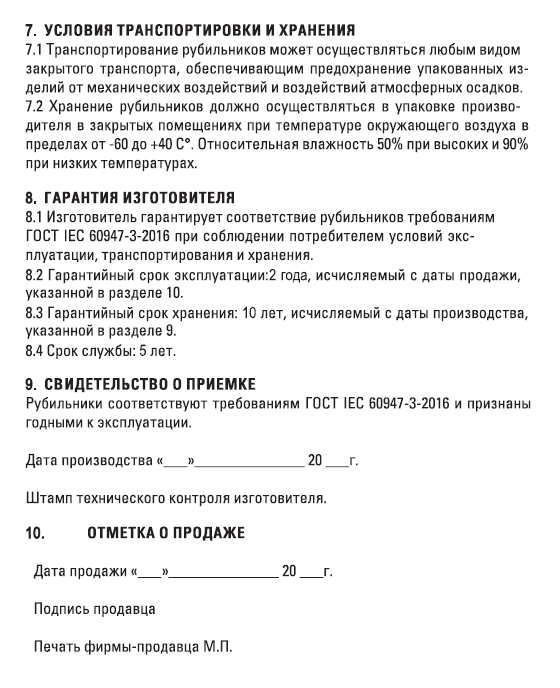 7. УСЛОВИЯ ТРАНСПОРТИРОВКИ И ХРАНЕНИЯ
7.1 Транспортирование рубильников может осуществляться любым видом
закрытого транспорта, обеспечивающим предохранение упакованных из-
делий от механических воздействий и воздействий атмосферных осадков.
7.2 Хранение рубильников должно осуществляться в упаковке произво-
дителя в закрытых помещениях при температуре окружающего воздуха в
пределах от -60 до +40 С°. Относительная влажность 50% при высоких и 90%
при низких температурах.
8. ГАРАНТИЯ ИЗГОТОВИТЕЛЯ
8.1 Изготовитель гарантирует соответствие рубильников требованиям
ГОСТ IEC 60947-3-2016 при соблюдении потребителем условий экс-
плуатации, транспортирования и хранения.
8.2 Гарантийный срок эксплуатации:2 года, исчисляемый с даты продажи,
указанной в разделе 10.
8.3 Гарантийный срок хранения: 10 лет, исчисляемый с даты производства,
указанной в разделе 9.
8.4 Срок службы: 5 лет.
9. СВИДЕТЕЛЬСТВО О ПРИЕМКЕ
Рубильники соответствуют требованиям ГОСТ IEC 60947-3-2016 и признаны
годными к эксплуатации.
Дата производства «___»______________ 20 ___г.
Штамп технического контроля изготовителя.
10. ОТМЕТКА О ПРОДАЖЕ
Дата продажи «___»______________ 20 ___г.
Подпись продавца
Печать фирмы-продавца М.П.